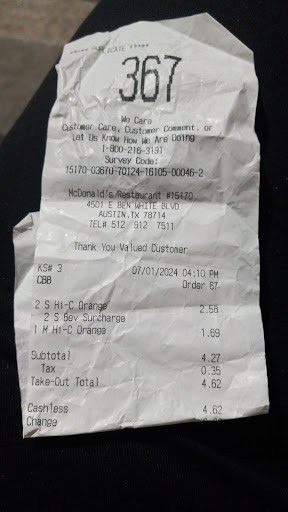 367
We Care
Customer Care, Customer Comment, or
Let Us Know How We Are Doing
1-800-216-3191
Survey Code:
15170-03670-70124-16105-00046-2
McDonald's Restaurant #15170
4501 E BEN WHITE BLVD
AUSTIN,TX 78714
TEL# 512 912 7511
Thank You Valued Customer
KS# 3 07/01/2024 04:10 PM
CBB Order 67
2 S Hi-C Orange 2.58
2 S Bev Surcharge
1 M Hi-C Orange 1.69
Subtotal 4.27
Tax 0.35
Take-Out Total 4.62
Cashless 4.62
Change